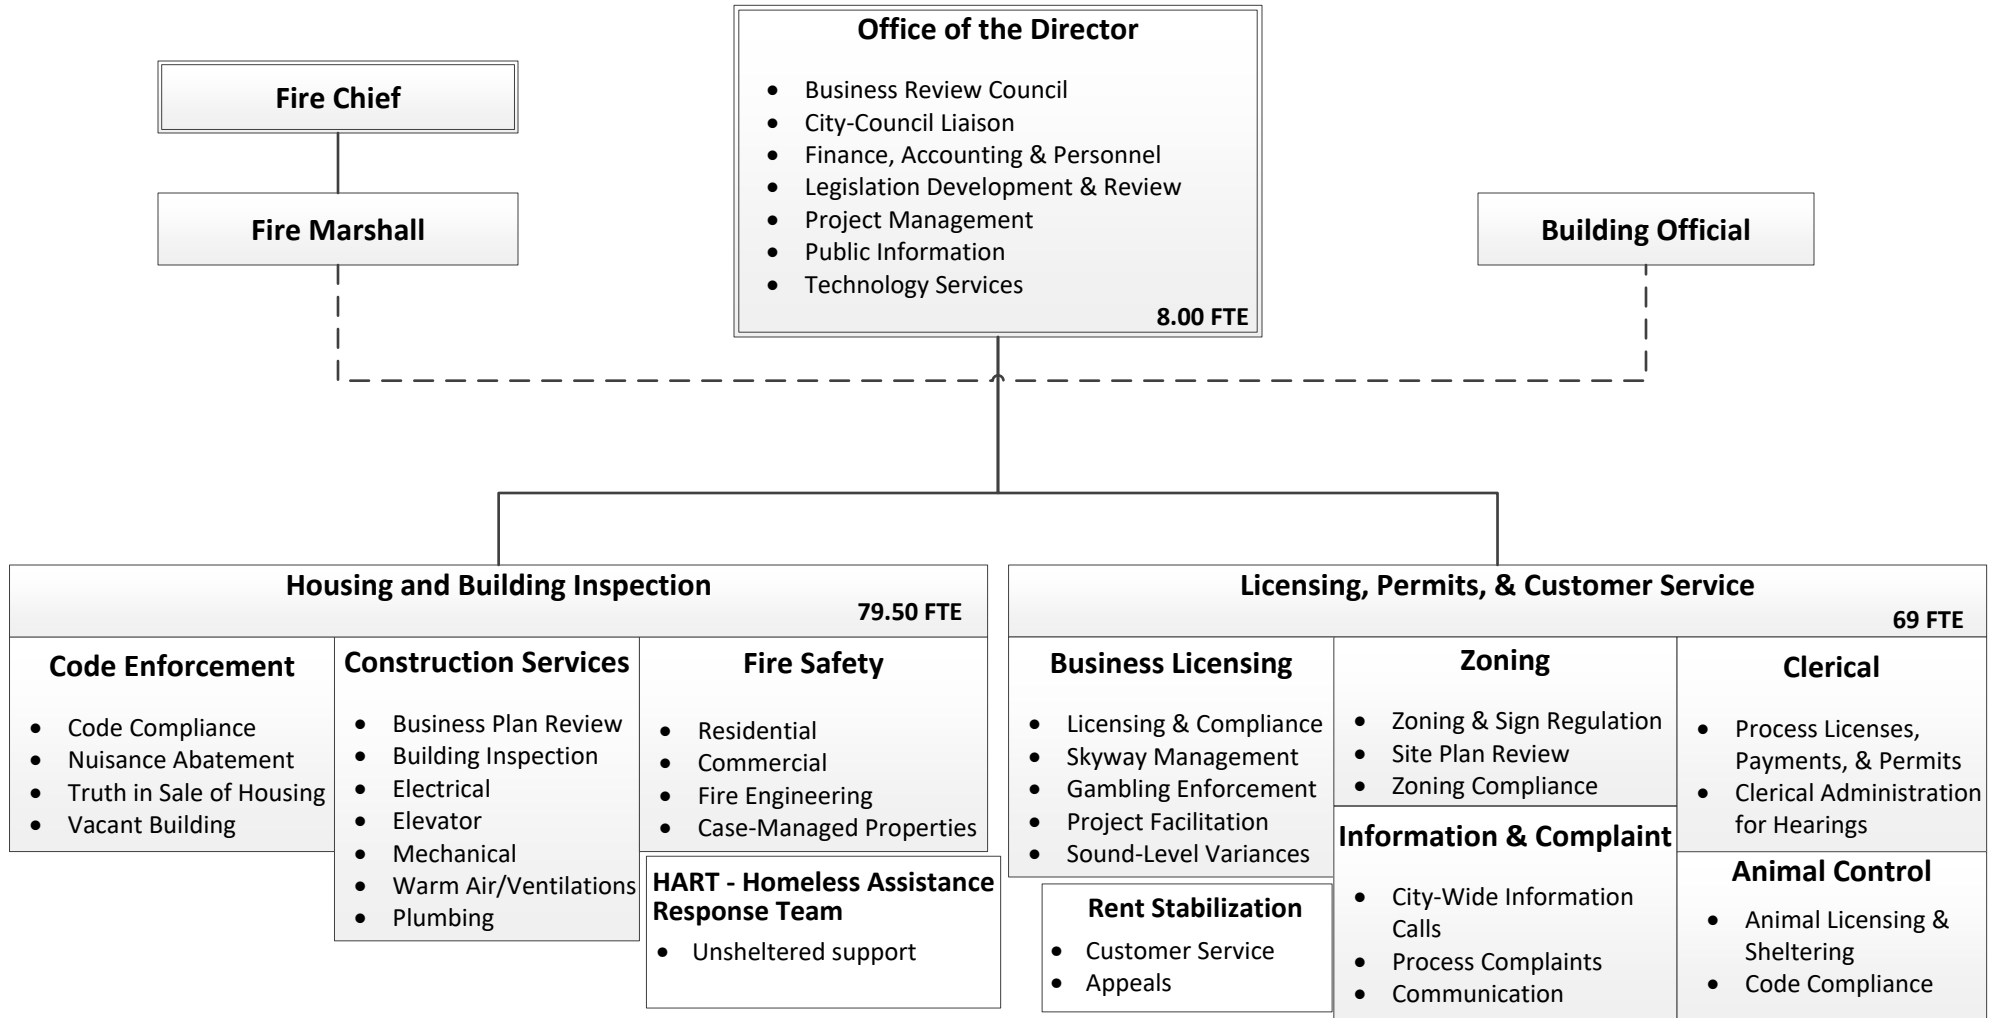 Office of the Director
• Business Review Council
• City-Council Liaison
• Finance, Accounting & Personnel
• Legislation Development & Review
• Project Management
• Public Information
• Technology Services
8.00 FTE
Fire Chief
Fire Marshall
Building Official
Housing and Building Inspection
79.50 FTE
Code Enforcement
• Code Compliance
• Nuisance Abatement
• Truth in Sale of Housing
• Vacant Building
Construction Services
• Business Plan Review
• Building Inspection
• Electrical
• Elevator
• Mechanical
• Warm Air/Ventilations
• Plumbing
Fire Safety
• Residential
• Commercial
• Fire Engineering
• Case-Managed Properties
HART - Homeless Assistance
Response Team
• Unsheltered support
Licensing, Permits, & Customer Service
69 FTE
Business Licensing
• Licensing & Compliance
• Skyway Management
• Gambling Enforcement
• Project Facilitation
• Sound-Level Variances
Rent Stabilization
• Customer Service
• Appeals
Zoning
• Zoning & Sign Regulation
• Site Plan Review
• Zoning Compliance
Information & Complaint
• City-Wide Information
Calls
• Process Complaints
• Communication
Clerical
• Process Licenses,
Payments, & Permits
• Clerical Administration
for Hearings
Animal Control
• Animal Licensing &
Sheltering
• Code Compliance